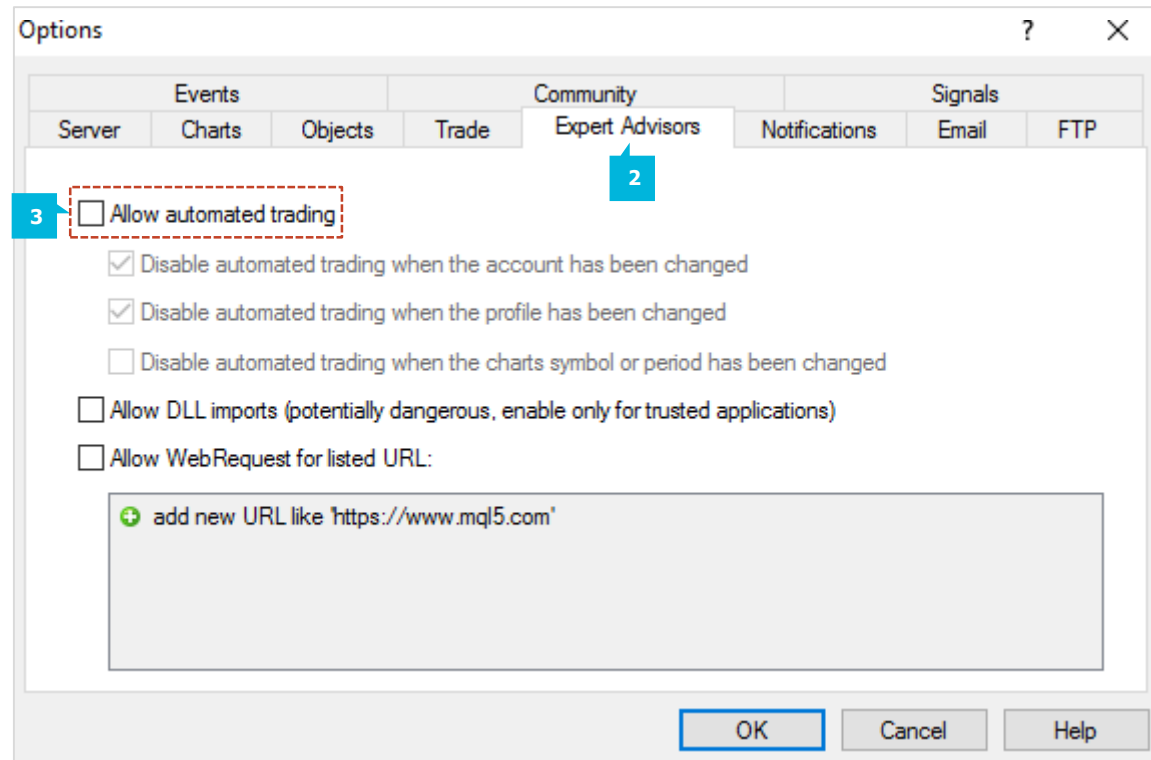 Options
?
Events Community Signals
Server Charts Objects Trade Expert Advisors Notifications Email FTP
2
3
Allow automated trading
Disable automated trading when the account has been changed
Disable automated trading when the profile has been changed
Disable automated trading when the charts symbol or period has been changed
Allow DLL imports (potentially dangerous, enable only for trusted applications)
Allow WebRequest for listed URL:
add new URL like 'https://www.mql5.com'
OK Cancel Help